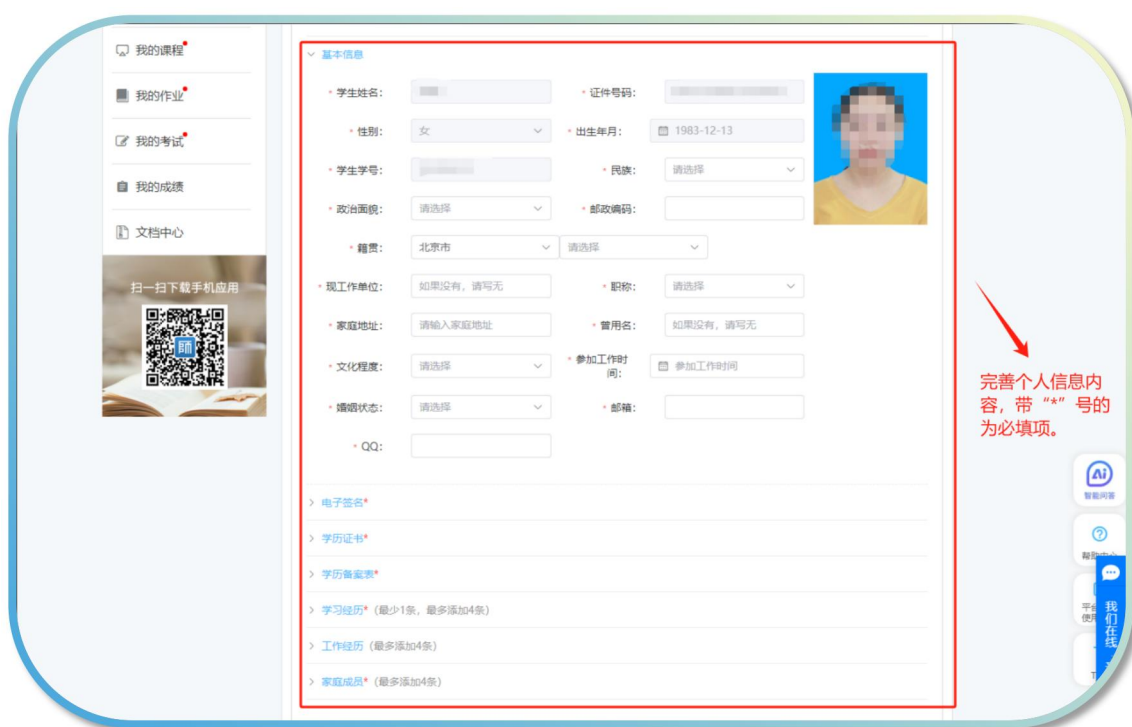 我的课程
我的作业
我的考试
我的成绩
文档中心
扫一扫下载手机应用
師
基本信息
* 学生姓名：
* 证件号码：
* 性别： 女
* 出生年月： 1983-12-13
* 学生学号：
* 民族： 请选择
* 政治面貌： 请选择
* 邮政编码：
* 籍贯： 北京市 请选择
* 现工作单位： 如果没有，请写无
* 职称： 请选择
* 家庭地址： 请输入家庭地址
* 曾用名： 如果没有，请写无
* 文化程度： 请选择
* 参加工作时
间： 参加工作时间
* 婚姻状态： 请选择
* 邮箱：
* QQ：
电子签名*
学历证书*
学历备案表*
学习经历*（最少1条，最多添加4条）
工作经历（最多添加4条）
家庭成员*（最多添加4条）
完善个人信息内
容，带“*”号的
为必填项。
Ai
智能问答
?
帮助中心
我们在线